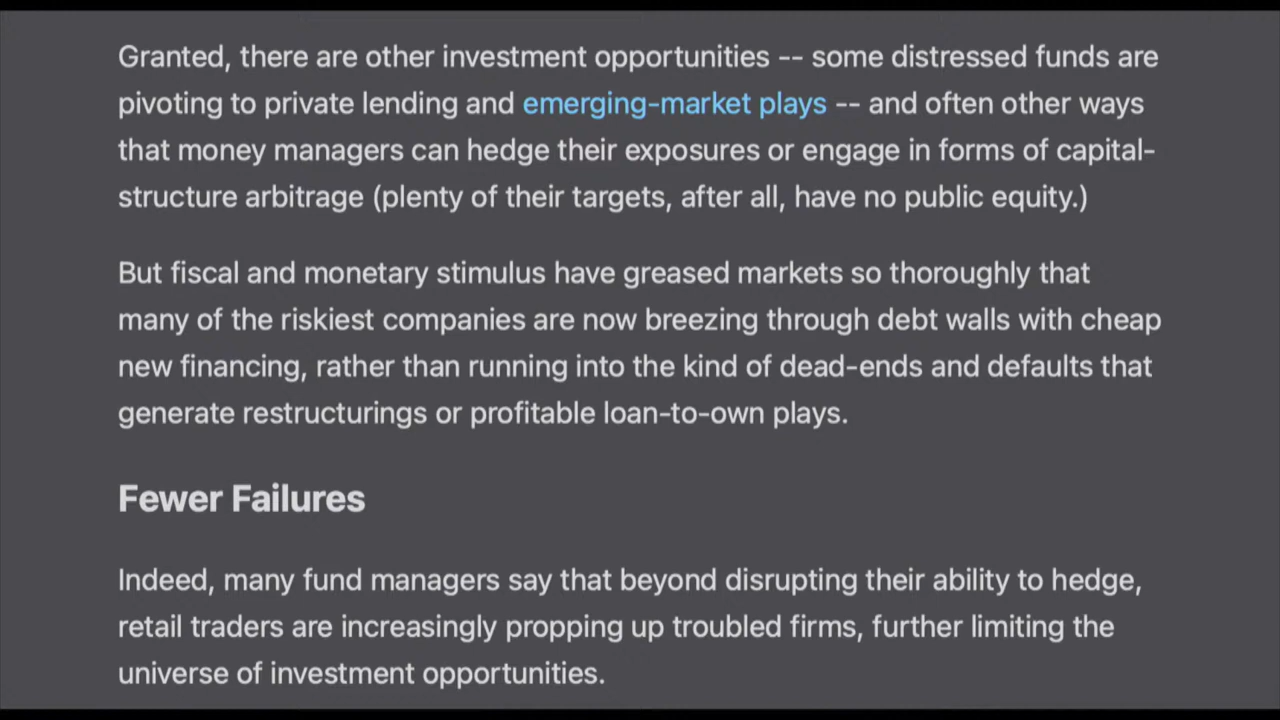 Granted, there are other investment opportunities -- some distressed funds are
pivoting to private lending and emerging-market plays -- and often other ways
that money managers can hedge their exposures or engage in forms of capital-
structure arbitrage (plenty of their targets, after all, have no public equity.)
But fiscal and monetary stimulus have greased markets so thoroughly that
many of the riskiest companies are now breezing through debt walls with cheap
new financing, rather than running into the kind of dead-ends and defaults that
generate restructurings or profitable loan-to-own plays.
Fewer Failures
Indeed, many fund managers say that beyond disrupting their ability to hedge,
retail traders are increasingly propping up troubled firms, further limiting the
universe of investment opportunities.